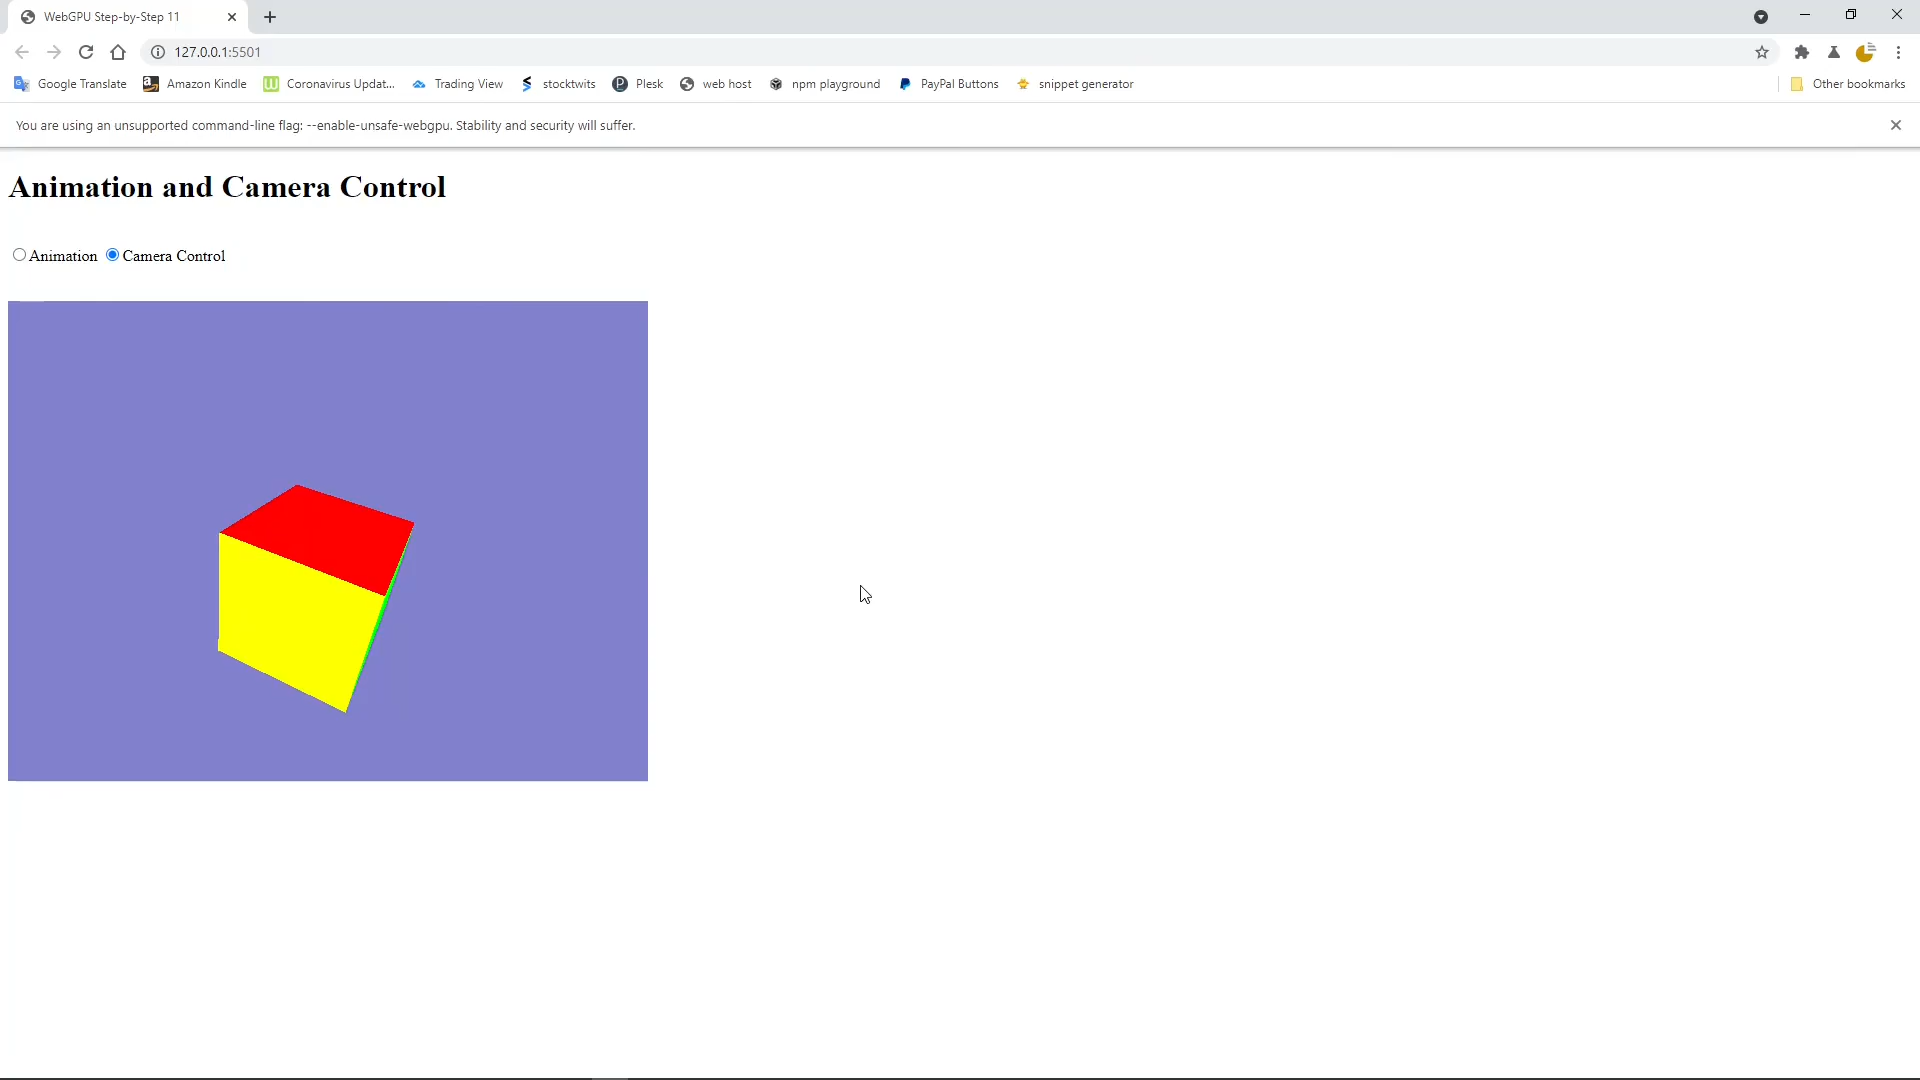 WebGPU Step-by-Step 11
127.0.0.1:5501
Google Translate Amazon Kindle Coronavirus Updat... Trading View stocktwits Plesk web host npm playground PayPal Buttons snippet generator Other bookmarks
You are using an unsupported command-line flag: --enable-unsafe-webgpu. Stability and security will suffer.
Animation and Camera Control
Animation Camera Control